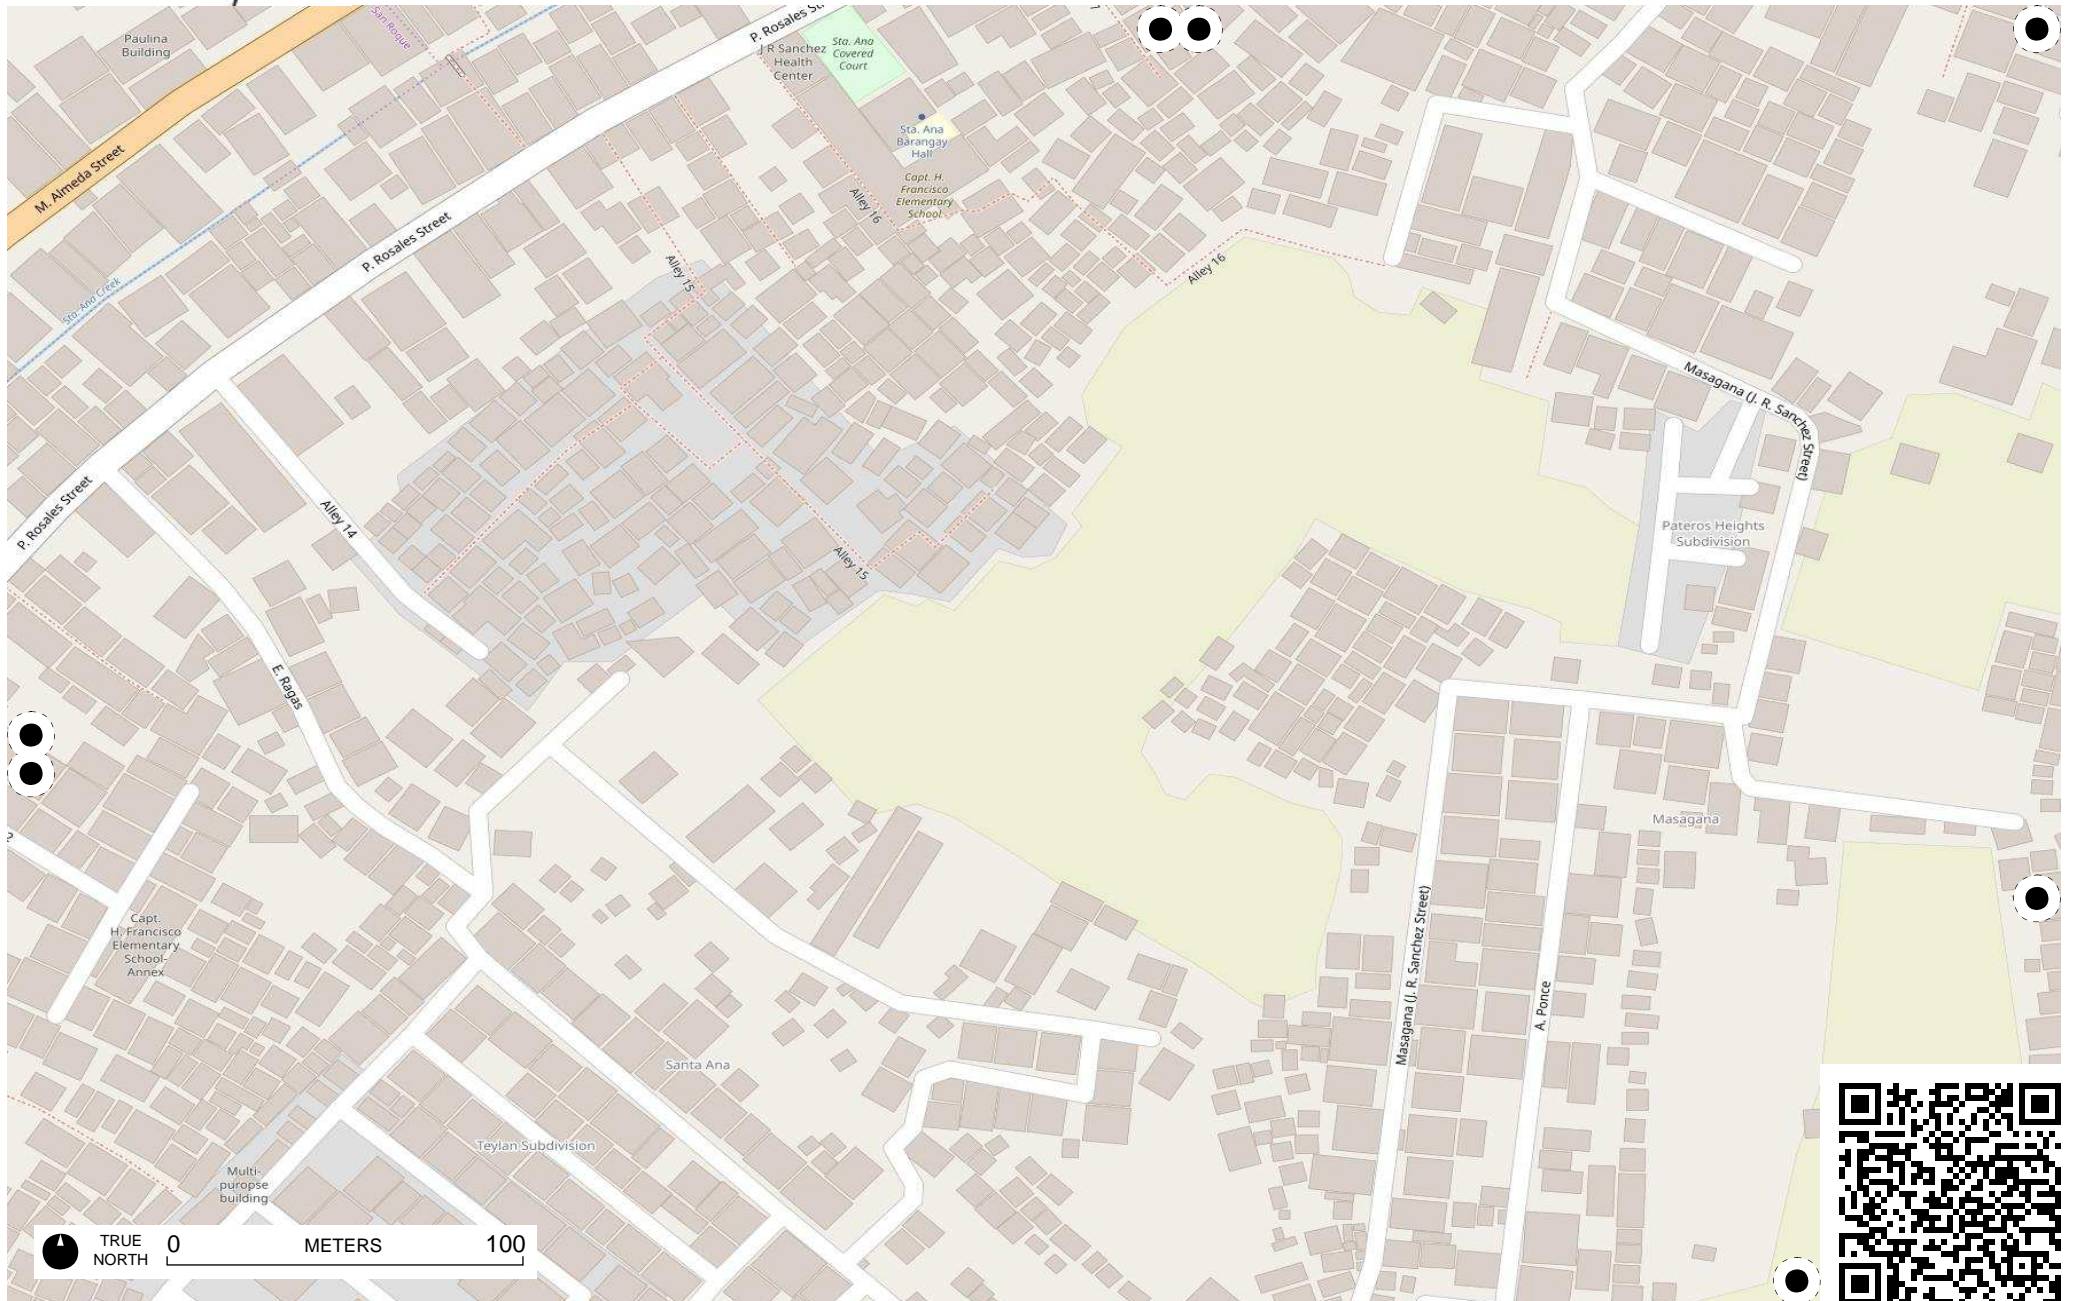 Paulina
Building
San Roque
P. Rosales
J R Sanchez
Health
Center
Sta. Ana
Covered
Court
Sta. Ana
Barangay
Hall
Capt. H.
Francisco
Elementary
School
M. Almeda Street
Alley 16
P. Rosales Street
Alley 15
Alley 16
Sta. Ana Creek
Masagana (J. R. Sanchez Street)
P. Rosales Street
Alley 14
Pateros Heights
Subdivision
Alley 15
E. Ragas
Masagana
Capt.
H. Francisco
Elementary
School-
Annex
Masagana (J. R. Sanchez Street)
A. Ponce
Santa Ana
Teylan Subdivision
Multi-
puropse
building
TRUE
NORTH
0 METERS 100